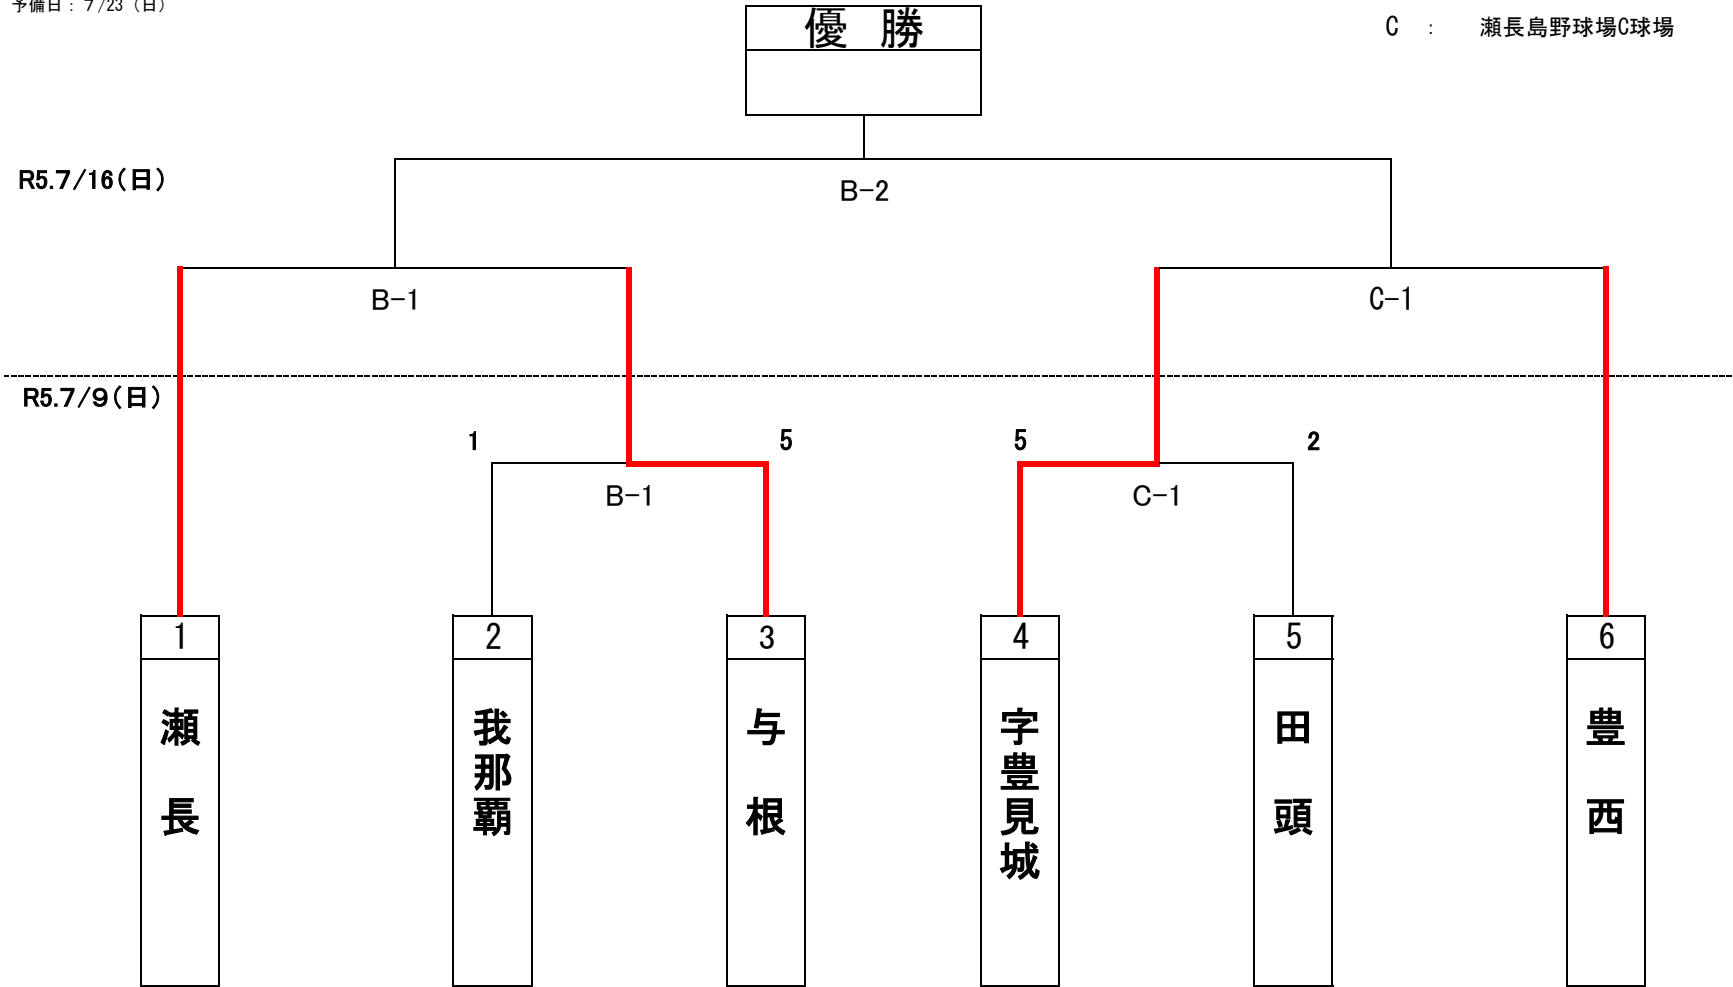 予備日：７/23（日）
C ： 瀬長島野球場C球場
優 勝
R5.7/16(日)
B-2
B-1
C-1
R5.7/9(日)
1
5
5
2
B-1
C-1
1
2
3
4
5
6
瀬長
我那覇
与根
字豊見城
田頭
豊西